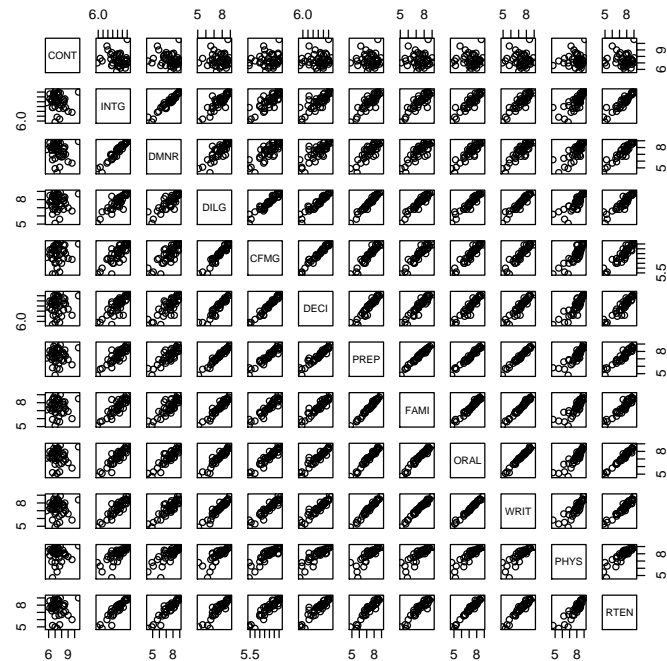 6.0 5 8 6.0 5 8 5 8
CONT 6 9
6.0 INTG
DMNR 5 8
5 8 DILG
CFMG 5.5
6.0 DECI
PREP 5 8
5 8 FAMI
ORAL 5 8
5 8 WRIT
PHYS 5 8
5 8 RTEN
6 9 5 8 5.5 5 8 5 8